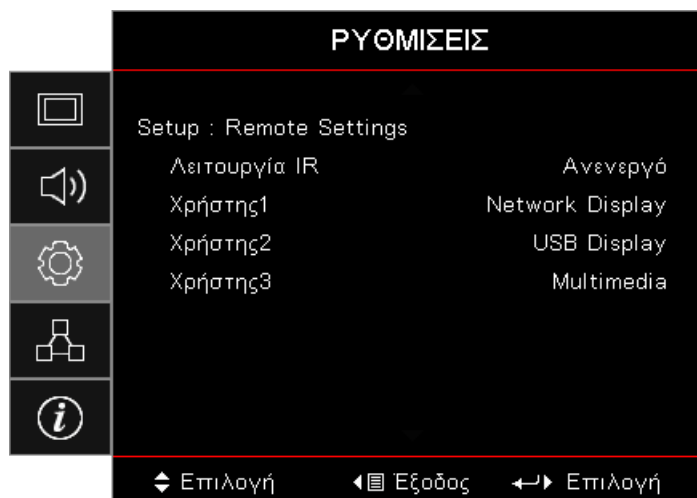 ΡΥΘΜΙΣΕΙΣ
Setup : Remote Settings
Λειτουργία IR Ανενεργό
Χρήστης1 Network Display
Χρήστης2 USB Display
Χρήστης3 Multimedia
Επιλογή Έξοδος Επιλογή